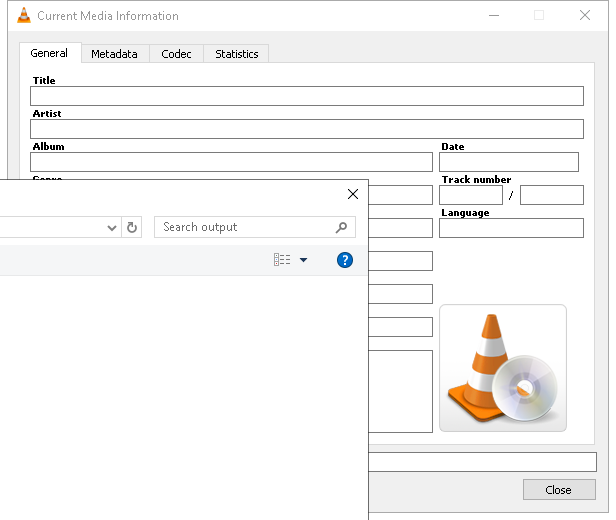 Current Media Information
General Metadata Codec Statistics
Title
Artist
Album Date
Genre Track number
/
Language
Search output
?
Close